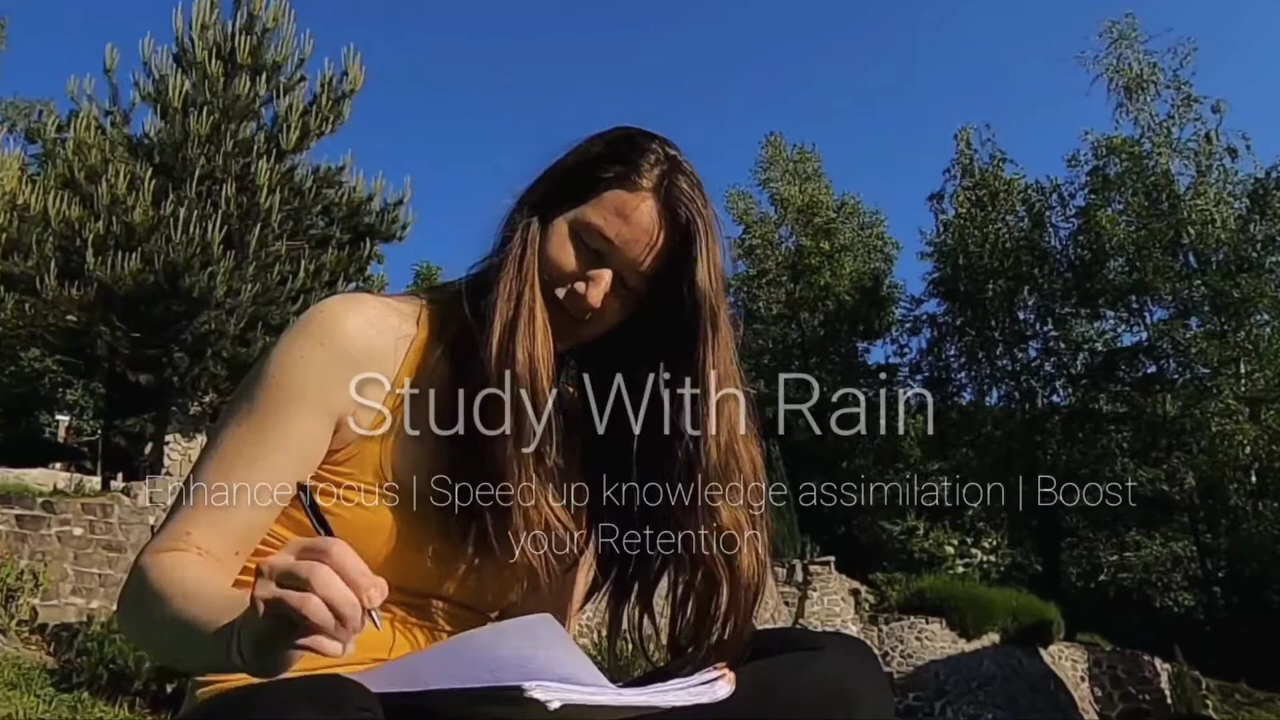 Study With Rain
Enhance focus | Speed up knowledge assimilation | Boost
your Retention